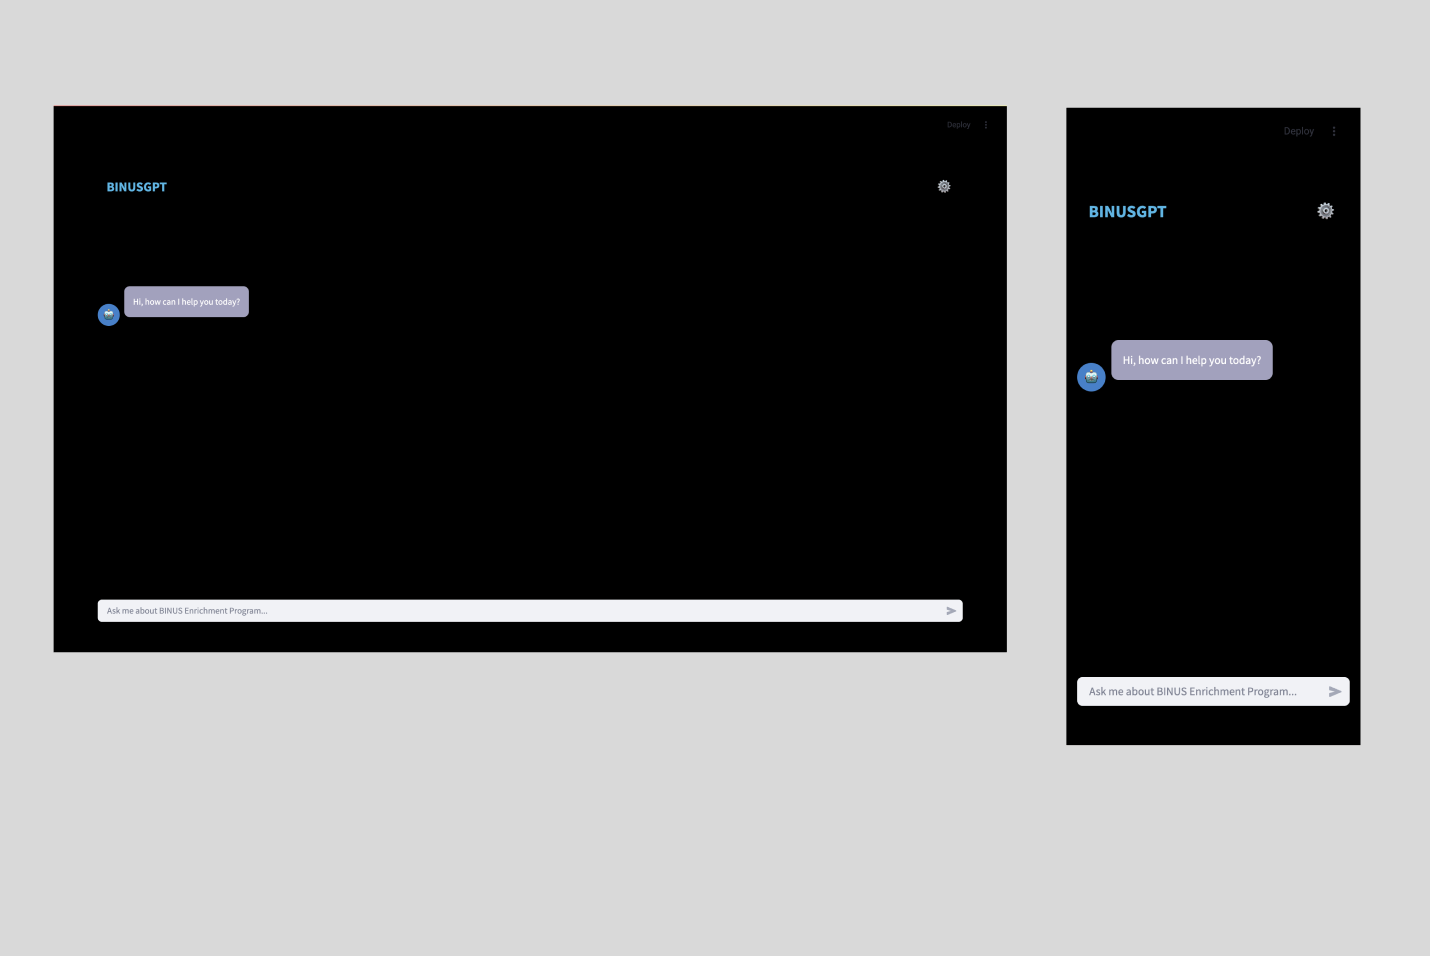 Deploy
BINUSGPT
Hi, how can I help you today?
Ask me about BINUS Enrichment Program...
Deploy
BINUSGPT
Hi, how can I help you today?
Ask me about BINUS Enrichment Program...